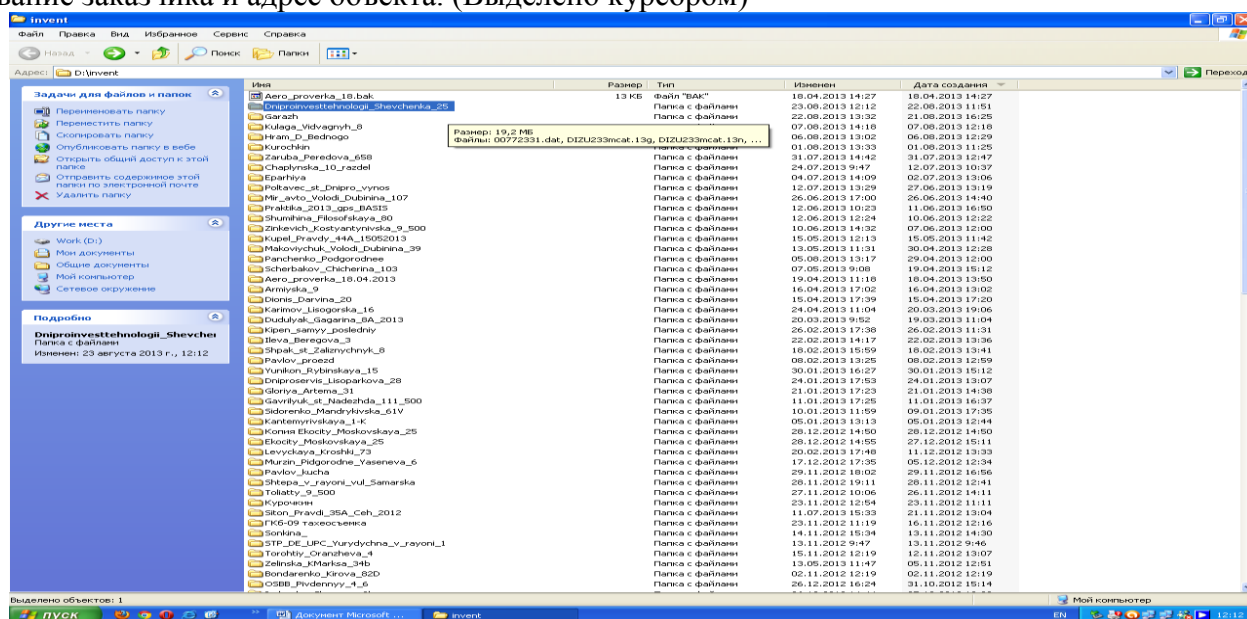 вание заказчика и адрес объекта. (Выделено курсором)
invent
Файл Правка Вид Избранное Сервис Справка
Назад Поиск Папки
Адрес: D:\invent Переход
Имя Размер Тип Изменен Дата создания
Задачи для файлов и папок
Переименовать папку
Переместить папку
Скопировать папку
Опубликовать папку в вебе
Открыть общий доступ к этой папке
Отправить содержимое этой папки по электронной почте
Удалить папку
Другие места
Work (D:)
Мои документы
Общие документы
Мой компьютер
Сетевое окружение
Подробно
Dniproinvesttehnologii_Shevcher
Папка с файлами
Изменен: 23 августа 2013 г., 12:12
Aero_proverka_18.bak 13 КБ Файл "BAK" 18.04.2013 14:27 18.04.2013 14:27
Dniproinvesttehnologii_Shevchenka_25 Папка с файлами 23.08.2013 12:12 22.08.2013 11:51
Garazh Папка с файлами 22.08.2013 13:32 21.08.2013 16:25
Kulaga_Vidvagnyh_8 07.08.2013 14:18 07.08.2013 12:18
Hram_D_Bednogo 06.08.2013 13:02 06.08.2013 12:29
Размер: 19,2 МБ
Файлы: 00772331.dat, DIZU233mcat.13g, DIZU233mcat.13n, ...
Kurochkin Папка с файлами 01.08.2013 13:33 01.08.2013 11:25
Zaruba_Peredova_658 Папка с файлами 31.07.2013 14:42 31.07.2013 12:47
Chaplynska_10_razdel Папка с файлами 24.07.2013 9:47 12.07.2013 10:37
Eparhiya Папка с файлами 04.07.2013 14:09 02.07.2013 13:06
Poltavec_st_Dnipro_vynos Папка с файлами 12.07.2013 13:29 27.06.2013 13:19
Mir_avto_Volodi_Dubinina_107 Папка с файлами 26.06.2013 17:00 26.06.2013 14:40
Praktika_2013_gps_BASIS Папка с файлами 12.06.2013 10:23 11.06.2013 16:50
Shumihina_Filosofskaya_80 Папка с файлами 12.06.2013 12:24 10.06.2013 12:22
Zinkevich_Kostyantynivska_9_500 Папка с файлами 10.06.2013 14:32 07.06.2013 12:00
Kupel_Pravdy_44A_15052013 Папка с файлами 15.05.2013 12:13 15.05.2013 11:42
Makoviychuk_Volodi_Dubinina_39 Папка с файлами 13.05.2013 11:31 30.04.2013 12:28
Panchenko_Podgorodnee Папка с файлами 05.08.2013 13:17 29.04.2013 12:00
Scherbakov_Chicherina_103 Папка с файлами 07.05.2013 9:08 19.04.2013 15:12
Aero_proverka_18.04.2013 Папка с файлами 19.04.2013 11:18 18.04.2013 13:50
Armiyska_9 Папка с файлами 16.04.2013 17:02 16.04.2013 13:02
Dionis_Darvina_20 Папка с файлами 15.04.2013 17:39 15.04.2013 17:20
Karimov_Lisogorska_16 Папка с файлами 24.04.2013 11:04 20.03.2013 19:06
Dudulyak_Gagarina_8A_2013 Папка с файлами 20.03.2013 9:52 19.03.2013 11:04
Kipen_samyy_posledniy Папка с файлами 26.02.2013 17:38 26.02.2013 11:31
Ileva_Beregova_3 Папка с файлами 22.02.2013 14:17 22.02.2013 13:36
Shpak_st_Zaliznychnyk_8 Папка с файлами 18.02.2013 15:59 18.02.2013 13:41
Pavlov_proezd Папка с файлами 08.02.2013 13:25 08.02.2013 12:59
Yunikon_Rybinskaya_15 Папка с файлами 30.01.2013 16:27 30.01.2013 15:12
Dniproservis_Lisoparkova_28 Папка с файлами 24.01.2013 17:53 24.01.2013 13:07
Gloriya_Artema_31 Папка с файлами 21.01.2013 17:23 21.01.2013 14:38
Gavrilyuk_st_Nadezhda_111_500 Папка с файлами 11.01.2013 17:25 11.01.2013 16:37
Sidorenko_Mandrykivska_61V Папка с файлами 10.01.2013 11:59 09.01.2013 17:35
Kantemyrivskaya_1-K Папка с файлами 05.01.2013 13:13 05.01.2013 12:44
Копия Ekocity_Moskovskaya_25 Папка с файлами 28.12.2012 14:50 28.12.2012 14:50
Ekocity_Moskovskaya_25 Папка с файлами 28.12.2012 14:55 27.12.2012 15:11
Levyckaya_Kroshki_73 Папка с файлами 20.02.2013 17:48 11.12.2012 13:33
Murzin_Pidgorodne_Yaseneva_6 Папка с файлами 17.12.2012 17:35 05.12.2012 12:34
Pavlov_kucha Папка с файлами 29.11.2012 18:02 29.11.2012 16:56
Shtepa_v_rayoni_vul_Samarska Папка с файлами 28.11.2012 19:11 28.11.2012 12:41
Toliatty_9_500 Папка с файлами 27.11.2012 10:06 26.11.2012 14:11
Курочкин Папка с файлами 23.11.2012 12:54 23.11.2012 11:11
Siton_Pravdi_35A_Ceh_2012 Папка с файлами 11.07.2013 15:33 21.11.2012 13:04
ГКб-09 тахеосъемка Папка с файлами 23.11.2012 11:19 16.11.2012 12:16
Sonkina_ Папка с файлами 14.11.2012 15:34 13.11.2012 14:30
STP_DE_UPC_Yurydychna_v_rayoni_1 Папка с файлами 13.11.2012 9:47 13.11.2012 9:46
Torohtiy_Oranzheva_4 Папка с файлами 15.11.2012 12:19 12.11.2012 13:07
Zelinska_KMarksa_34b Папка с файлами 13.05.2013 11:47 05.11.2012 12:51
Bondarenko_Kirova_82D Папка с файлами 02.11.2012 12:19 02.11.2012 12:19
OSBB_Pivdennyy_4_6 Папка с файлами 26.12.2012 16:24 31.10.2012 15:14
Выделено объектов: 1 Мой компьютер
пуск Документ Microsoft ... invent EN 12:12